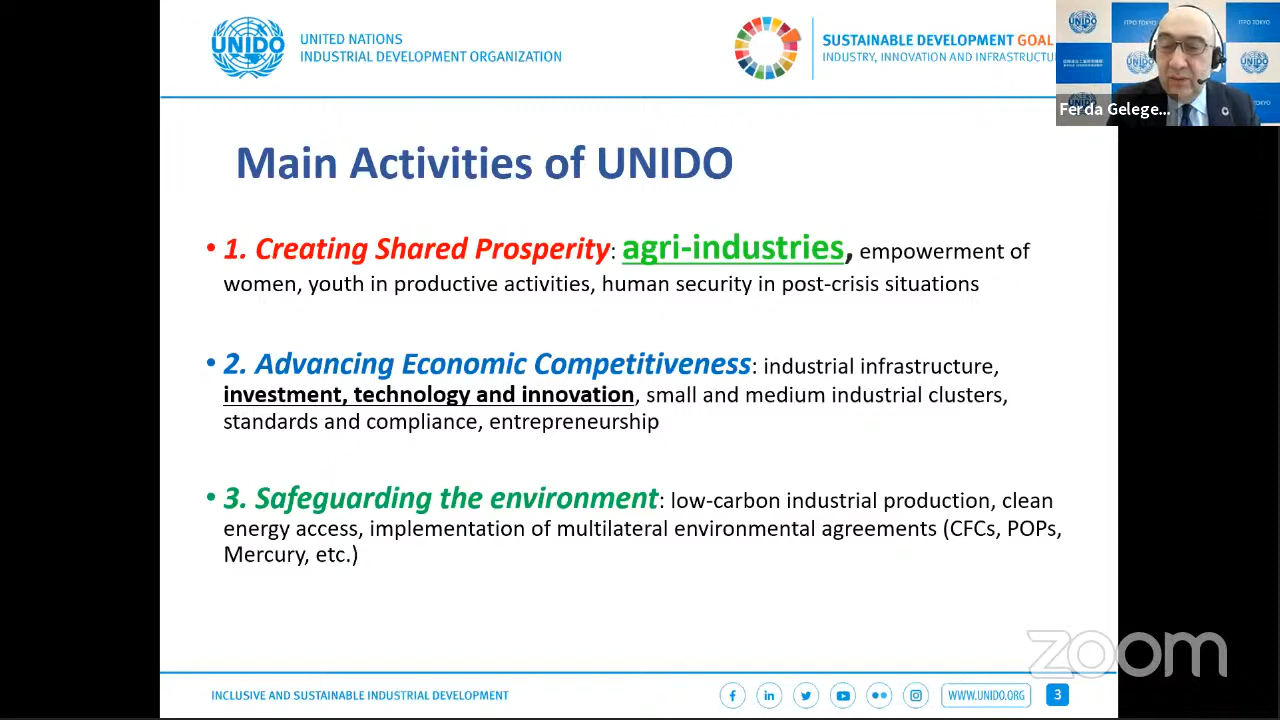 UNIDO
UNITED NATIONS
INDUSTRIAL DEVELOPMENT ORGANIZATION
SUSTAINABLE DEVELOPMENT GOAL
INDUSTRY, INNOVATION AND INFRASTRUCTU
ITPO TOKYO
UNIDO
Ferda Gelege...
Main Activities of UNIDO
• 1. Creating Shared Prosperity: agri-industries, empowerment of
women, youth in productive activities, human security in post-crisis situations
• 2. Advancing Economic Competitiveness: industrial infrastructure,
investment, technology and innovation, small and medium industrial clusters,
standards and compliance, entrepreneurship
• 3. Safeguarding the environment: low-carbon industrial production, clean
energy access, implementation of multilateral environmental agreements (CFCs, POPs,
Mercury, etc.)
zoom
INCLUSIVE AND SUSTAINABLE INDUSTRIAL DEVELOPMENT
WWW.UNIDO.ORG
3